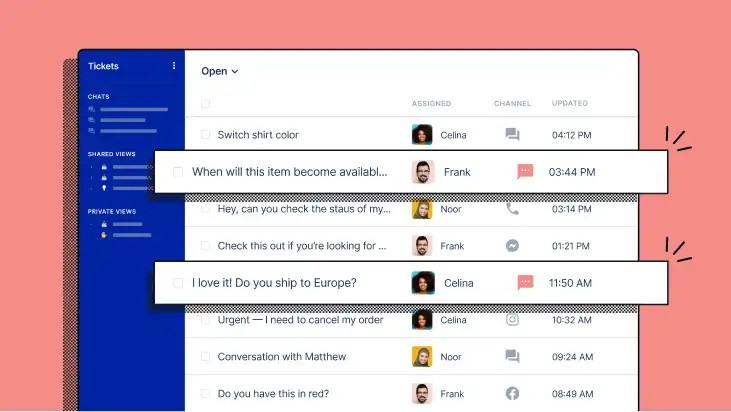 Tickets
CHATS
SHARED VIEWS
PRIVATE VIEWS
Open
ASSIGNED CHANNEL UPDATED
Switch shirt color Celina 04:12 PM
When will this item become availabl... Frank 03:44 PM
Hey, can you check the staus of my... Noor 03:14 PM
Check this out if you're looking for ... Frank 01:21 PM
I love it! Do you ship to Europe? Celina 11:50 AM
Urgent — I need to cancel my order Celina 10:32 AM
Conversation with Matthew Noor 09:24 AM
Do you have this in red? Frank 08:49 AM